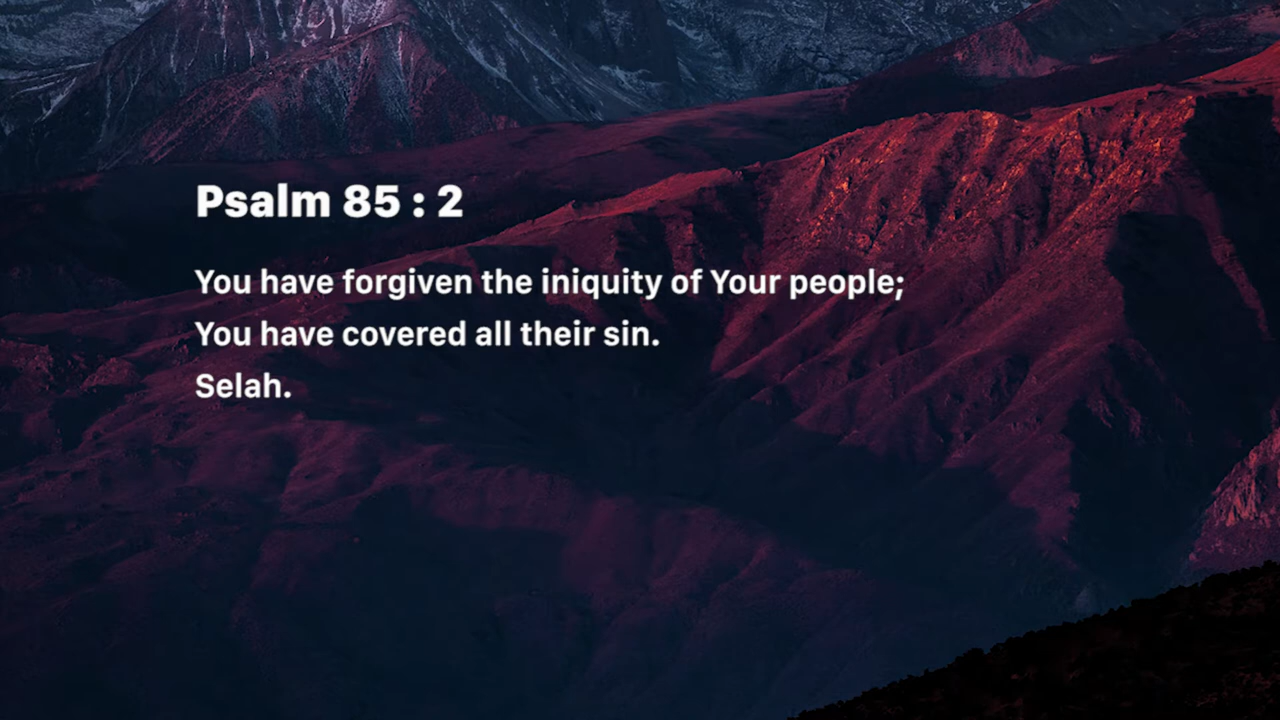 Psalm 85 : 2
You have forgiven the iniquity of Your people;
You have covered all their sin.
Selah.